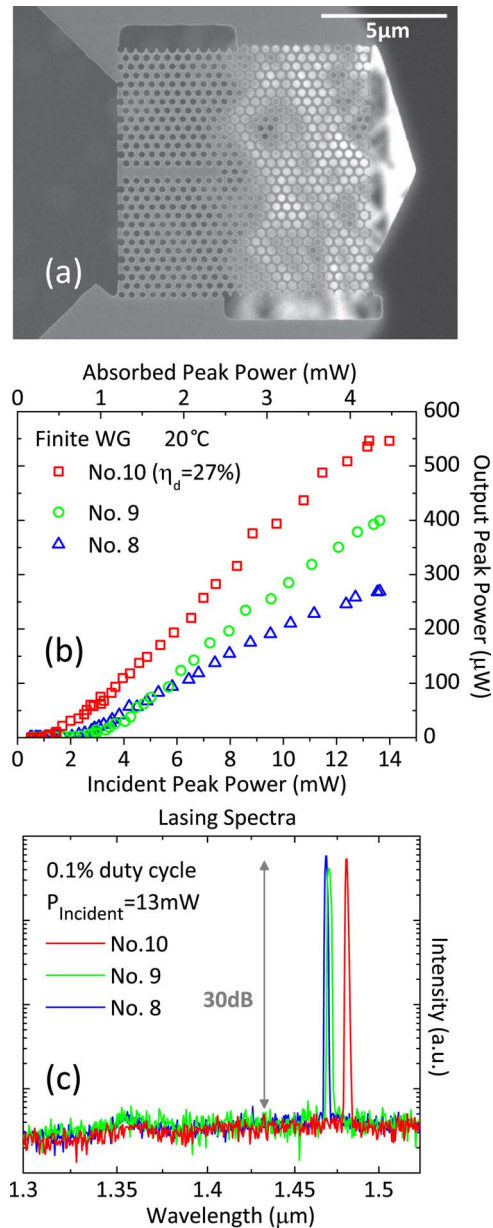 5μm
(a)
Absorbed Peak Power (mW)
0 1 2 3 4
Finite WG 20℃
No.10 (ηd=27%)
No. 9
No. 8
(b)
600
500
400
300
200
100
0
Output Peak Power (μW)
0 2 4 6 8 10 12 14
Incident Peak Power (mW)
Lasing Spectra
0.1% duty cycle
PIncident=13mW
No.10
No. 9
No. 8
30dB
(c)
Intensity (a.u.)
1.3 1.35 1.4 1.45 1.5
Wavelength (μm)